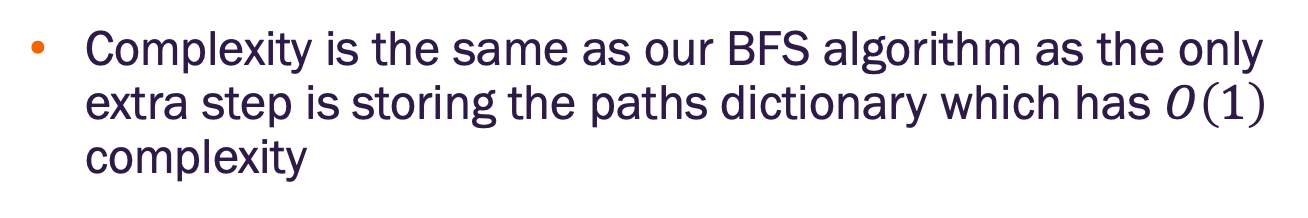 • Complexity is the same as our BFS algorithm as the only
extra step is storing the paths dictionary which has O(1)
complexity